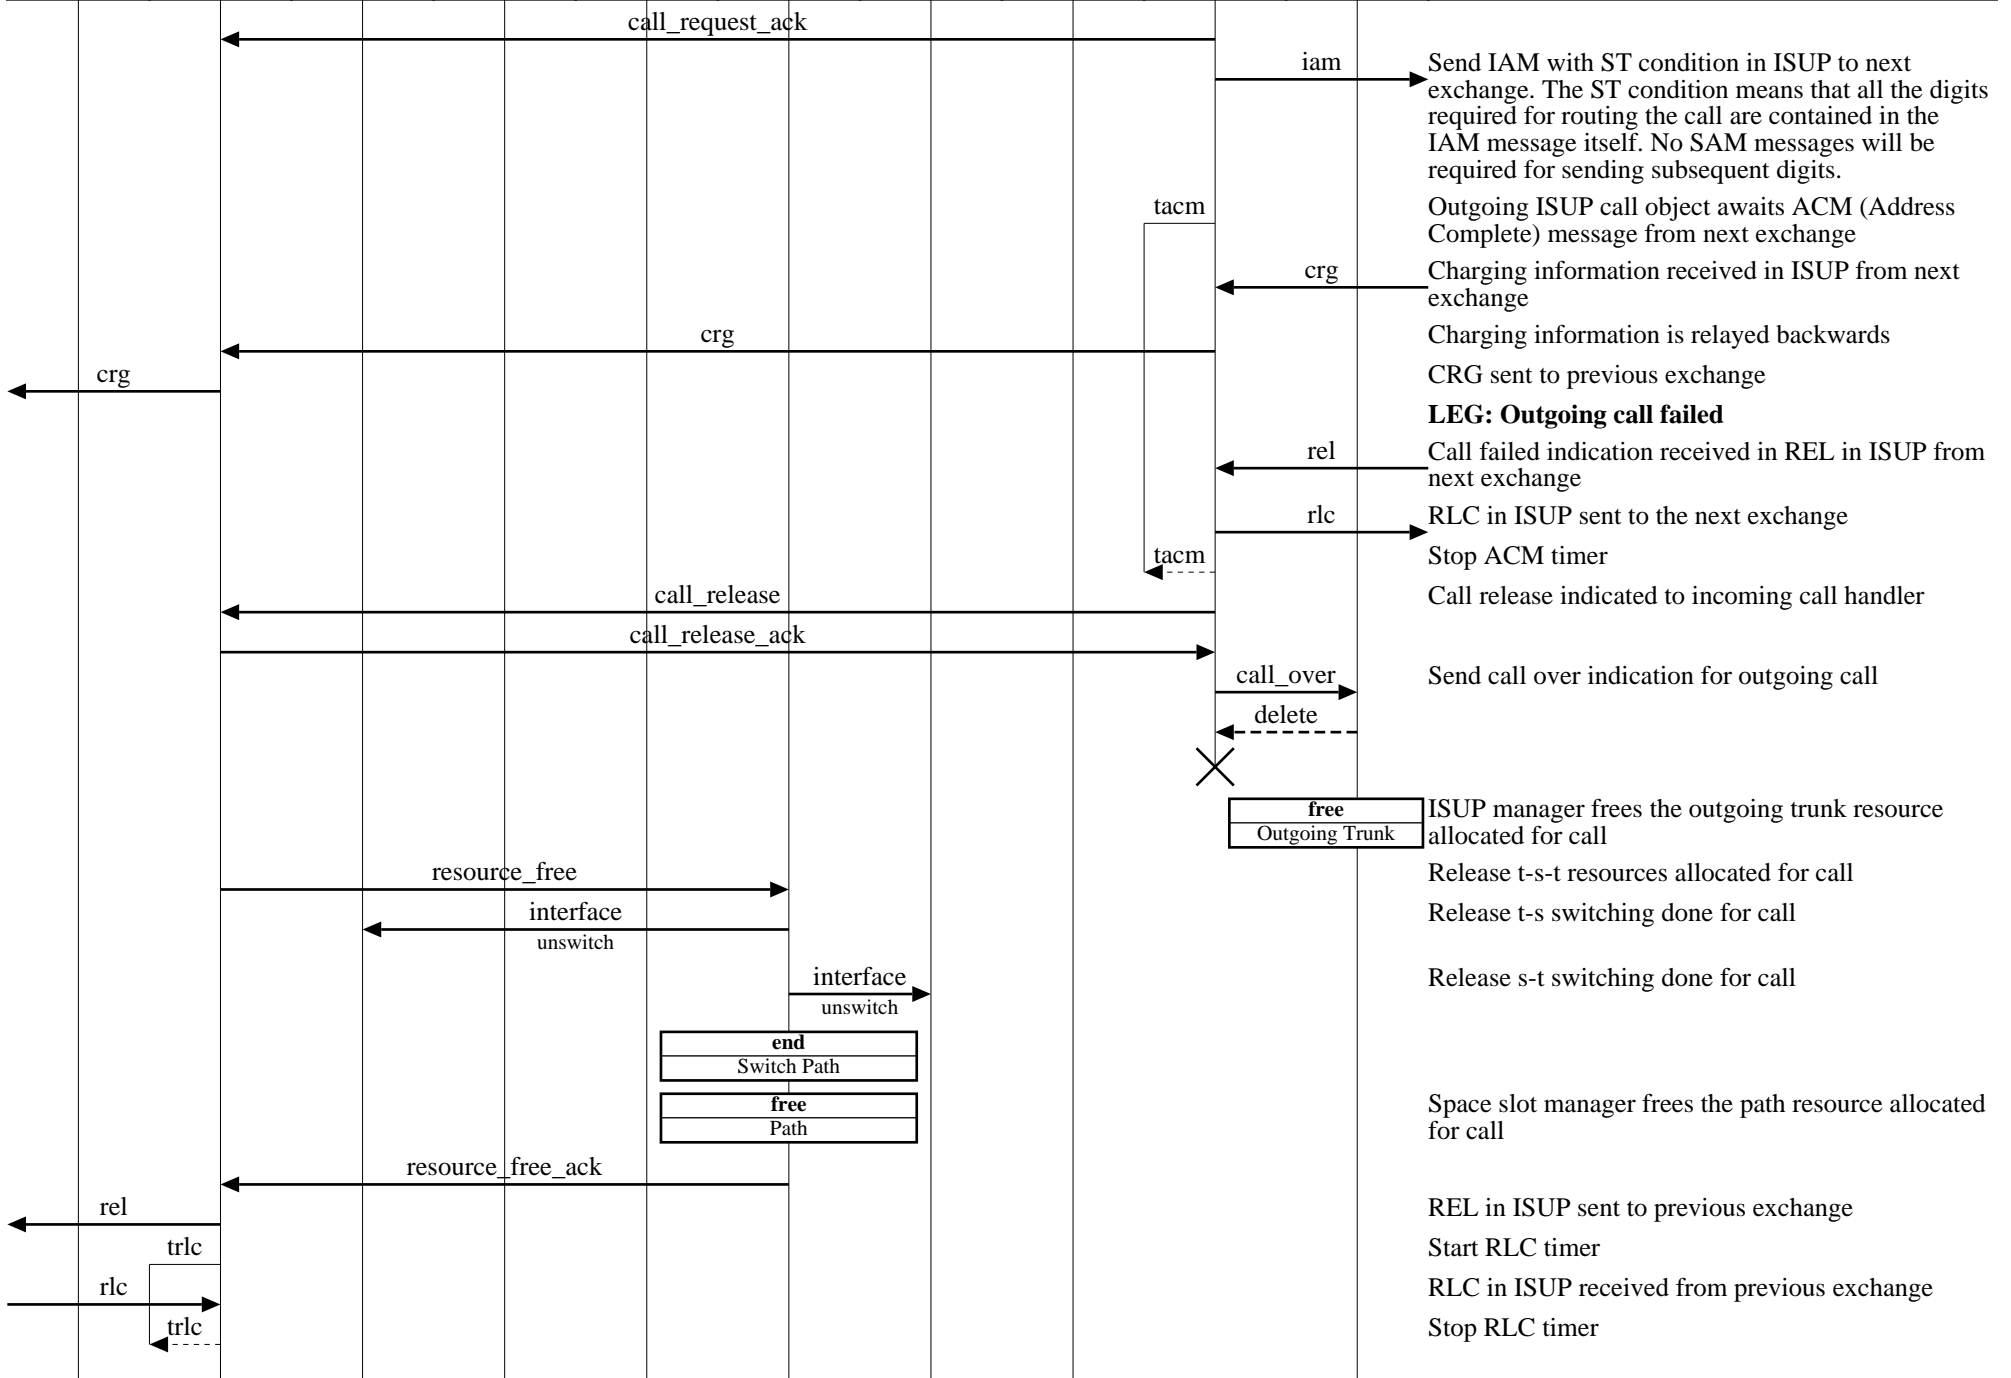 call_request_ack
iam
Send IAM with ST condition in ISUP to next
exchange. The ST condition means that all the digits
required for routing the call are contained in the
IAM message itself. No SAM messages will be
required for sending subsequent digits.
tacm
Outgoing ISUP call object awaits ACM (Address
Complete) message from next exchange
crg
Charging information received in ISUP from next
exchange
crg
Charging information is relayed backwards
crg
CRG sent to previous exchange
LEG: Outgoing call failed
rel
Call failed indication received in REL in ISUP from
next exchange
rlc
RLC in ISUP sent to the next exchange
tacm
Stop ACM timer
call_release
Call release indicated to incoming call handler
call_release_ack
call_over
Send call over indication for outgoing call
delete
free
Outgoing Trunk
ISUP manager frees the outgoing trunk resource
allocated for call
resource_free
Release t-s-t resources allocated for call
interface
unswitch
Release t-s switching done for call
interface
unswitch
Release s-t switching done for call
end
Switch Path
free
Path
Space slot manager frees the path resource allocated
for call
resource_free_ack
rel
REL in ISUP sent to previous exchange
trlc
Start RLC timer
rlc
RLC in ISUP received from previous exchange
trlc
Stop RLC timer